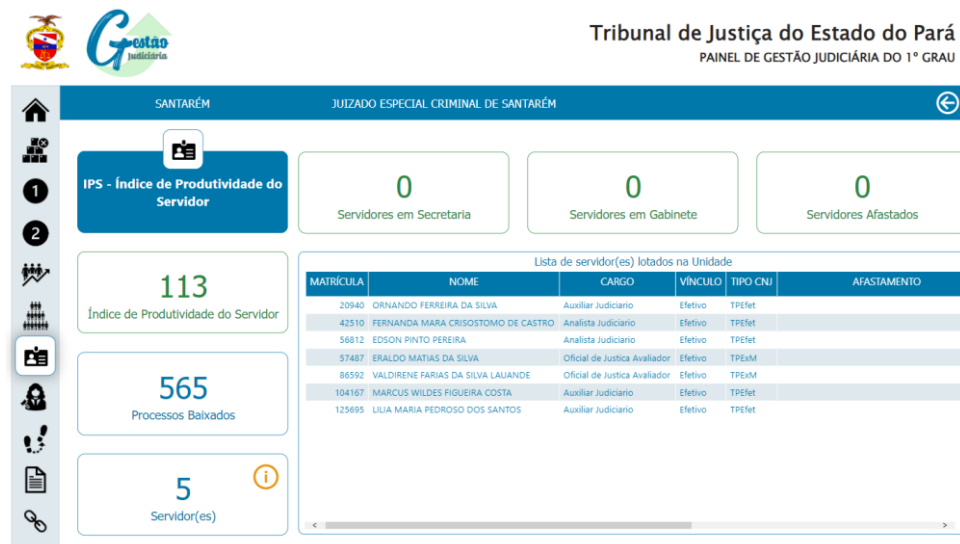 Gestão
Judiciária
Tribunal de Justiça do Estado do Pará
PAINEL DE GESTÃO JUDICIÁRIA DO 1º GRAU
SANTARÉM
JUIZADO ESPECIAL CRIMINAL DE SANTARÉM
1
2
IPS - Índice de Produtividade do
Servidor
0
Servidores em Secretaria
0
Servidores em Gabinete
0
Servidores Afastados
113
Índice de Produtividade do Servidor
565
Processos Baixados
5
Servidor(es)
i
Lista de servidor(es) lotados na Unidade
MATRÍCULA NOME CARGO VÍNCULO TIPO CNJ AFASTAMENTO
20940 ORNANDO FERREIRA DA SILVA Auxiliar Judiciario Efetivo TPEfet
42510 FERNANDA MARA CRISOSTOMO DE CASTRO Analista Judiciario Efetivo TPEfet
56812 EDSON PINTO PEREIRA Analista Judiciario Efetivo TPEfet
57487 ERALDO MATIAS DA SILVA Oficial de Justica Avaliador Efetivo TPExM
86592 VALDIRENE FARIAS DA SILVA LAUANDE Oficial de Justica Avaliador Efetivo TPExM
104167 MARCUS WILDES FIGUEIRA COSTA Auxiliar Judiciario Efetivo TPEfet
125695 LILIA MARIA PEDROSO DOS SANTOS Auxiliar Judiciario Efetivo TPEfet